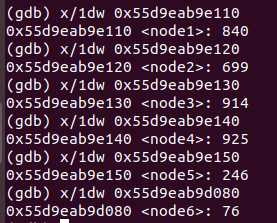 (gdb) x/1dw 0x55d9eab9e110
0x55d9eab9e110 <node1>: 840
(gdb) x/1dw 0x55d9eab9e120
0x55d9eab9e120 <node2>: 699
(gdb) x/1dw 0x55d9eab9e130
0x55d9eab9e130 <node3>: 914
(gdb) x/1dw 0x55d9eab9e140
0x55d9eab9e140 <node4>: 925
(gdb) x/1dw 0x55d9eab9e150
0x55d9eab9e150 <node5>: 246
(gdb) x/1dw 0x55d9eab9d080
0x55d9eab9d080 <node6>: 76